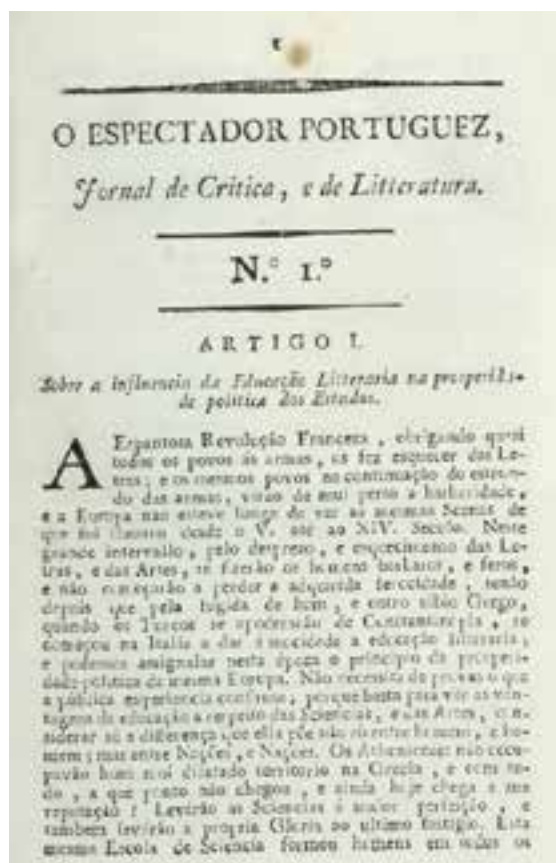 1
O ESPECTADOR PORTUGUEZ,
Jornal de Critica, e de Litteratura.
N.º 1.º
ARTIGO I.
Sobre a influencia da Educação Litteraria na prosperida-
de politica dos Estados.
A Espantosa Revolução Franceza, obrigando quasi
todos os povos ás armas, os fez esquecer das Le-
tras; e os mesmos povos na continuação do estron-
do das armas, virão de mui perto a barbaridade,
e a Europa não esteve longe de ver as mesmas Scenas de
que foi theatro desde o V. até ao XIV. Seculo. Neste
grande intervallo, pelo desprezo, e esquecimento das Le-
tras, e das Artes, se fizerão os homens barbaros, e feros,
e não começárão a perder a adquirida ferocidade, senão
depois que pela fugida de hum, e outro sabio Grego,
quando os Turcos se apoderárão de Constantinopla, se
começou na Italia a dar á mocidade a educação litteraria,
e podemos assignalar nesta época o principio da prosperi-
dade politica da mesma Europa. Não necessita de provas o que
a pública experiencia confirma, porque basta para ver as van-
tagens da educação a respeito das Sciencias, e das Artes, con-
siderar só a differença que ella põe não só entre homem, e ho-
mem; mas entre Nações, e Nações. Os Athenienses não occu-
pavão hum mui dilatado territorio na Grecia, e com tu-
do, a que ponto não chegou, e ainda hoje chega a sua
reputação! Levárão as Sciencias á maior perfeição, e
tambem levárão a propria Gloria ao ultimo fastigio. Esta
mesma Escola de Sciencia formou homens em todos os